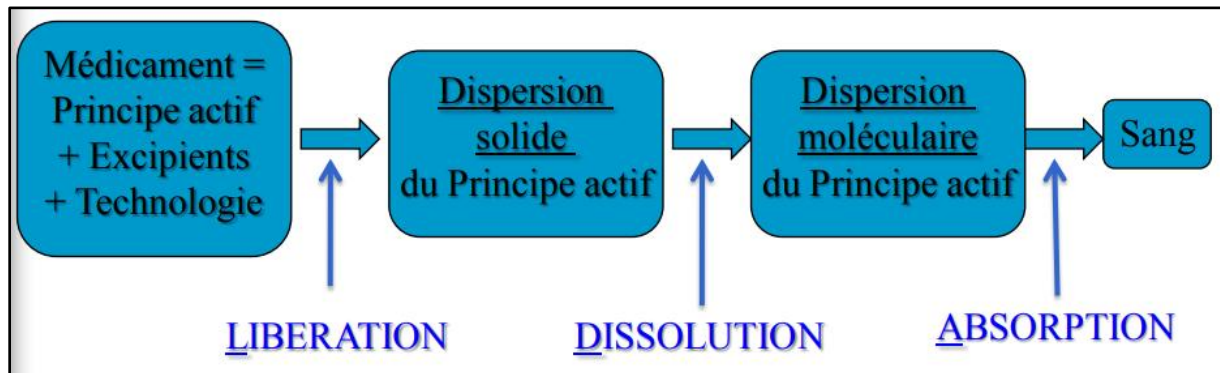 Médicament =
Principe actif
+ Excipients
+ Technologie
Dispersion
solide
du Principe actif
Dispersion
moléculaire
du Principe actif
Sang
LIBERATION
DISSOLUTION
ABSORPTION